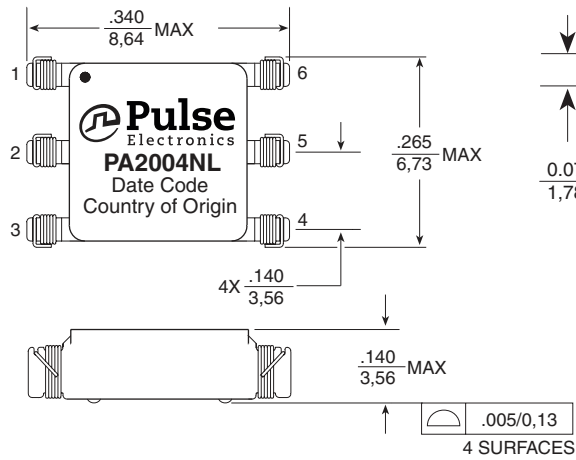 .340
8,64 MAX
1
6
Pulse
Electronics
PA2004NL
Date Code
Country of Origin
2
5
3
4
.265
6,73 MAX
4X .140
3,56
.140
3,56 MAX
.005/0,13
4 SURFACES